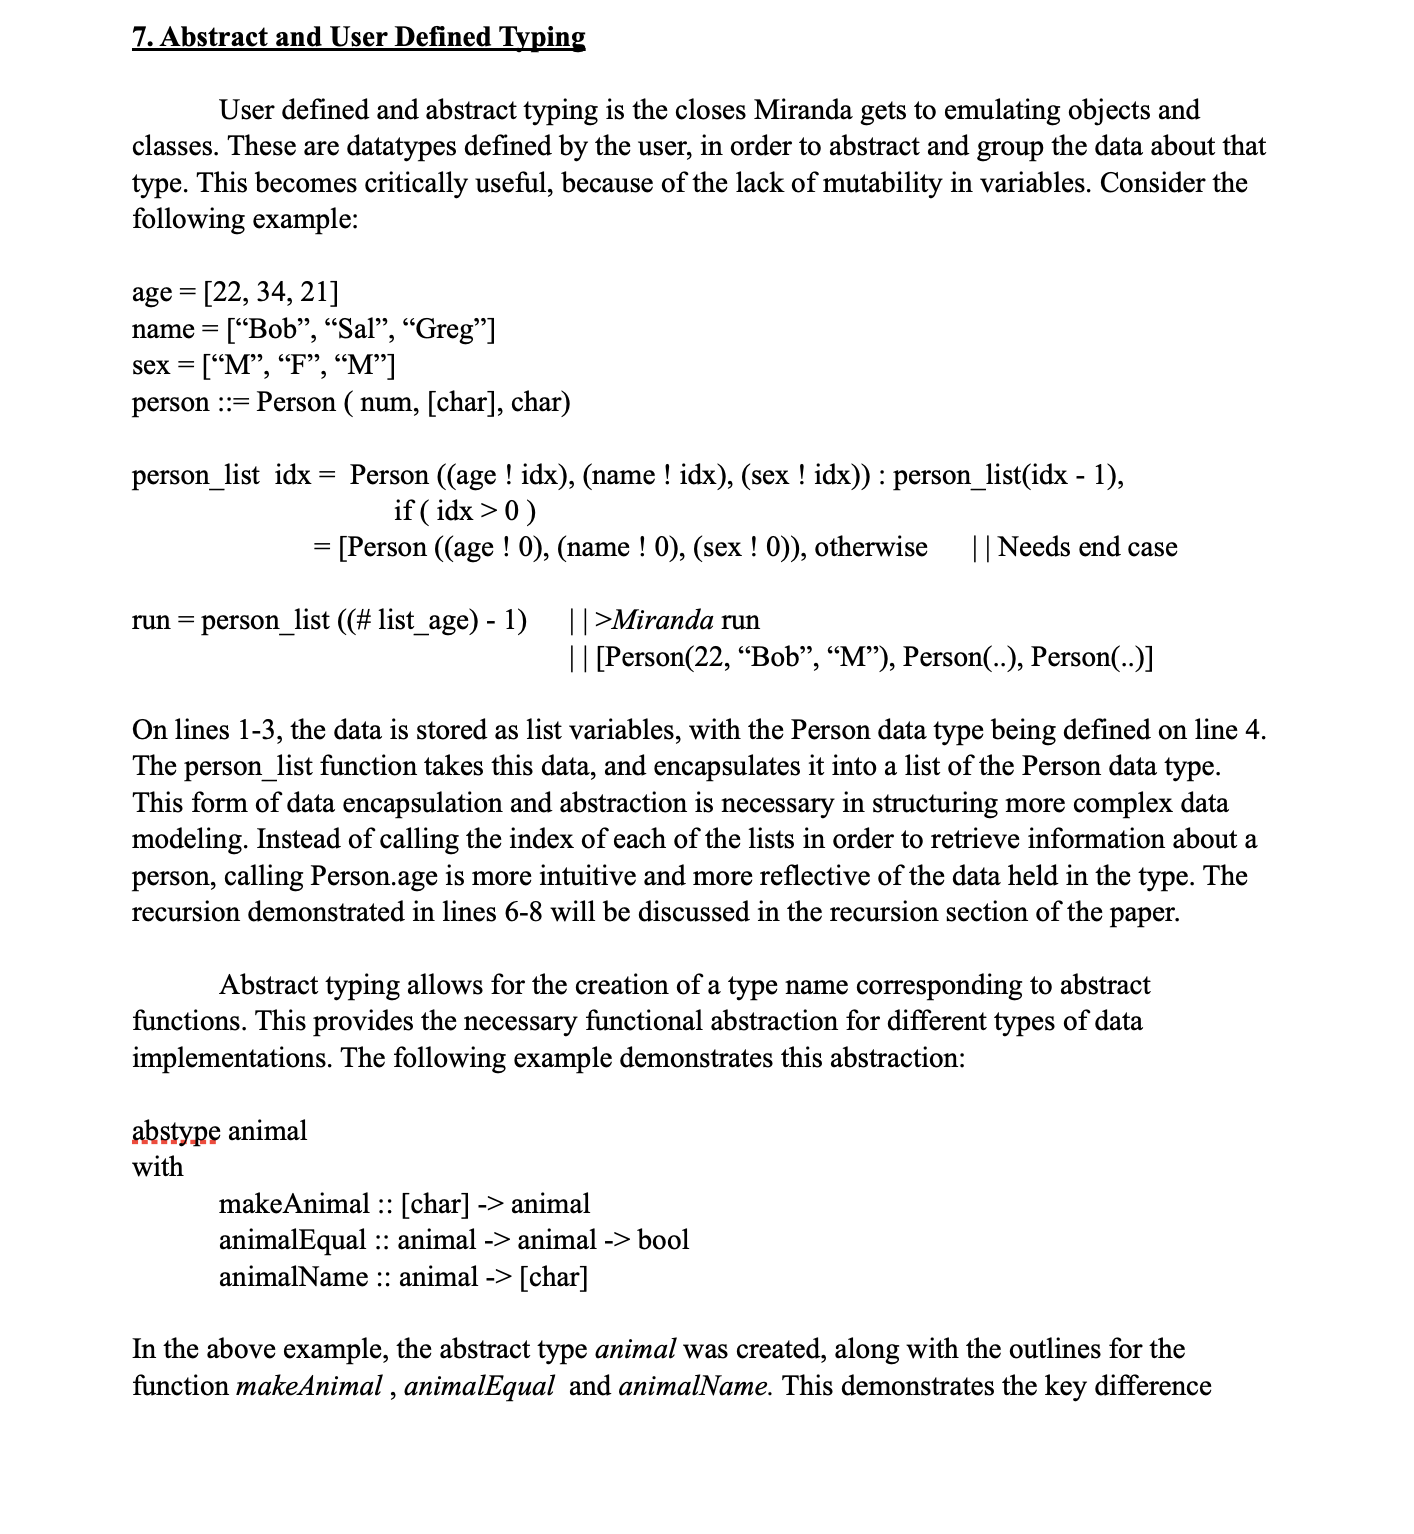 7. Abstract and User Defined Typing
User defined and abstract typing is the closes Miranda gets to emulating objects and
classes. These are datatypes defined by the user, in order to abstract and group the data about that
type. This becomes critically useful, because of the lack of mutability in variables. Consider the
following example:
age = [22, 34, 21]
name = [“Bob”, “Sal”, “Greg”]
sex = [“M”, “F”, “M”]
person ::= Person ( num, [char], char)
person_list  idx =  Person ((age ! idx), (name ! idx), (sex ! idx)) : person_list(idx - 1),
if ( idx > 0 )
= [Person ((age ! 0), (name ! 0), (sex ! 0)), otherwise || Needs end case
run = person_list ((# list_age) - 1) || >Miranda run
|| [Person(22, “Bob”, “M”), Person(..), Person(..)]
On lines 1-3, the data is stored as list variables, with the Person data type being defined on line 4.
The person_list function takes this data, and encapsulates it into a list of the Person data type.
This form of data encapsulation and abstraction is necessary in structuring more complex data
modeling. Instead of calling the index of each of the lists in order to retrieve information about a
person, calling Person.age is more intuitive and more reflective of the data held in the type. The
recursion demonstrated in lines 6-8 will be discussed in the recursion section of the paper.
Abstract typing allows for the creation of a type name corresponding to abstract
functions. This provides the necessary functional abstraction for different types of data
implementations. The following example demonstrates this abstraction:
abstype animal
with
makeAnimal :: [char] -> animal
animalEqual :: animal -> animal -> bool
animalName :: animal -> [char]
In the above example, the abstract type animal was created, along with the outlines for the
function makeAnimal , animalEqual  and animalName. This demonstrates the key difference